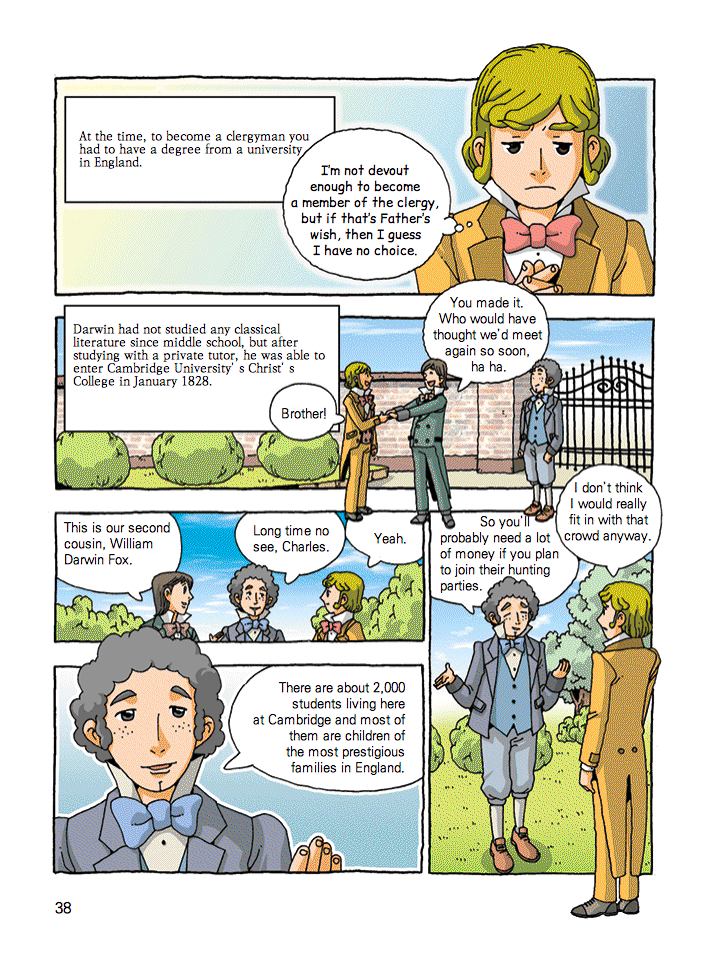 At the time, to become a clergyman you
had to have a degree from a university
in England.
I'm not devout
enough to become
a member of the clergy,
but if that's Father's
wish, then I guess
I have no choice.
Darwin had not studied any classical
literature since middle school, but after
studying with a private tutor, he was able to
enter Cambridge University' s Christ' s
College in January 1828.
Brother!
You made it.
Who would have
thought we'd meet
again so soon,
ha ha.
This is our second
cousin, William
Darwin Fox.
Long time no
see, Charles.
Yeah.
There are about 2,000
students living here
at Cambridge and most of
them are children of
the most prestigious
families in England.
So you'll
probably need a lot
of money if you plan
to join their hunting
parties.
I don't think
I would really
fit in with that
crowd anyway.
38